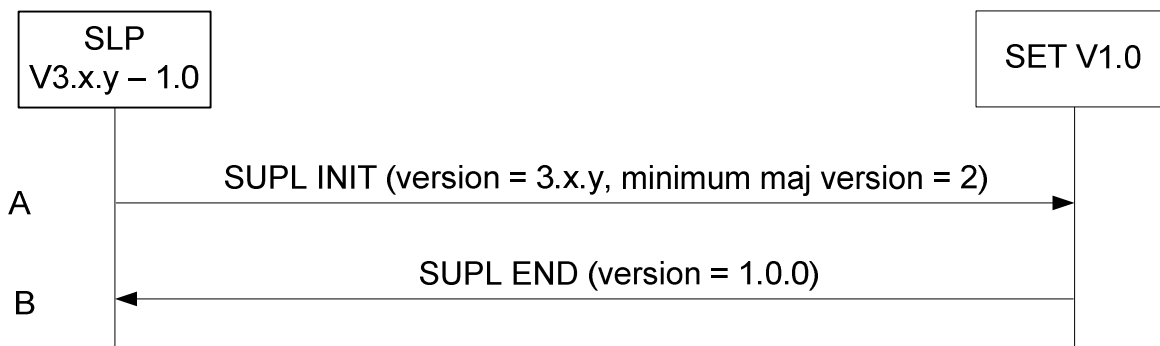 SLP
V3.x.y – 1.0
SET V1.0
SUPL INIT (version = 3.x.y, minimum maj version = 2)
A
SUPL END (version = 1.0.0)
B